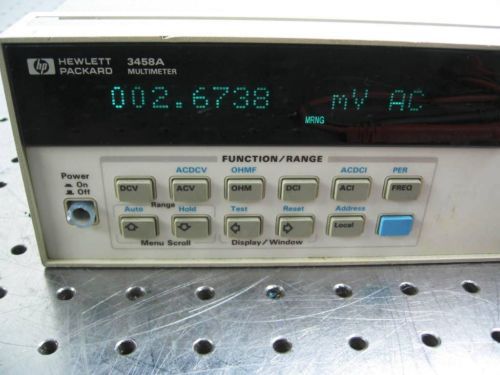 hp HEWLETT PACKARD 3458A MULTIMETER
002.6738 mV AC
MRNG
FUNCTION/RANGE
Power
On
Off
ACDCV OHMF ACDCI PER
DCV ACV OHM DCI ACI FREQ
Auto Range Hold Test Reset Address
Local
Menu Scroll Display/Window